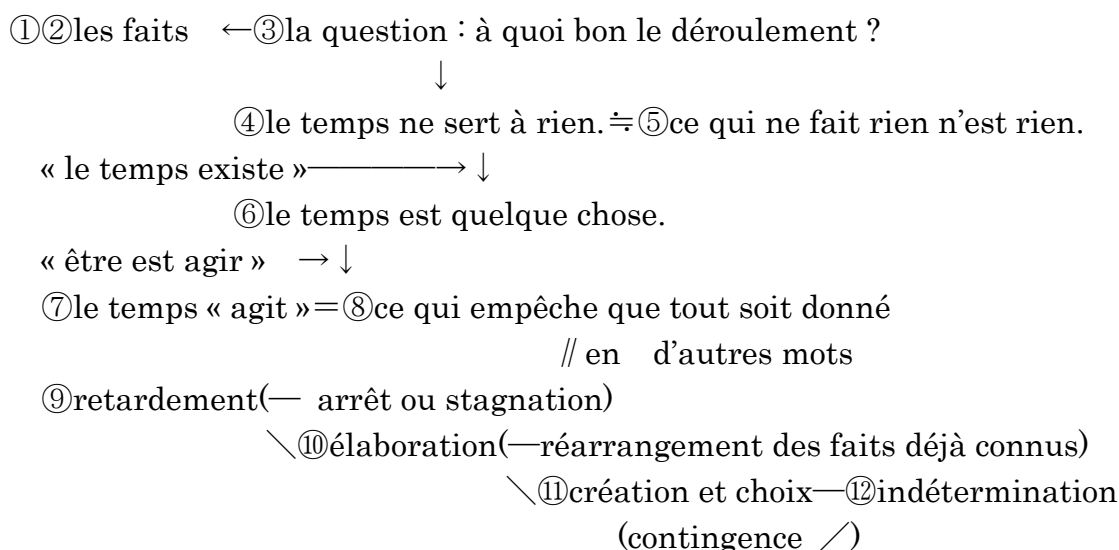 ①②les faits ←③la question : à quoi bon le déroulement ?
↓
④le temps ne sert à rien.≒⑤ce qui ne fait rien n'est rien.
« le temps existe »――――→ ↓
⑥le temps est quelque chose.
« être est agir » →↓
⑦le temps « agit »=⑧ce qui empêche que tout soit donné
∥ en d'autres mots
⑨retardement(― arrêt ou stagnation)
＼⑩élaboration(―réarrangement des faits déjà connus)
＼⑪création et choix―⑫indétermination
(contingence ／)